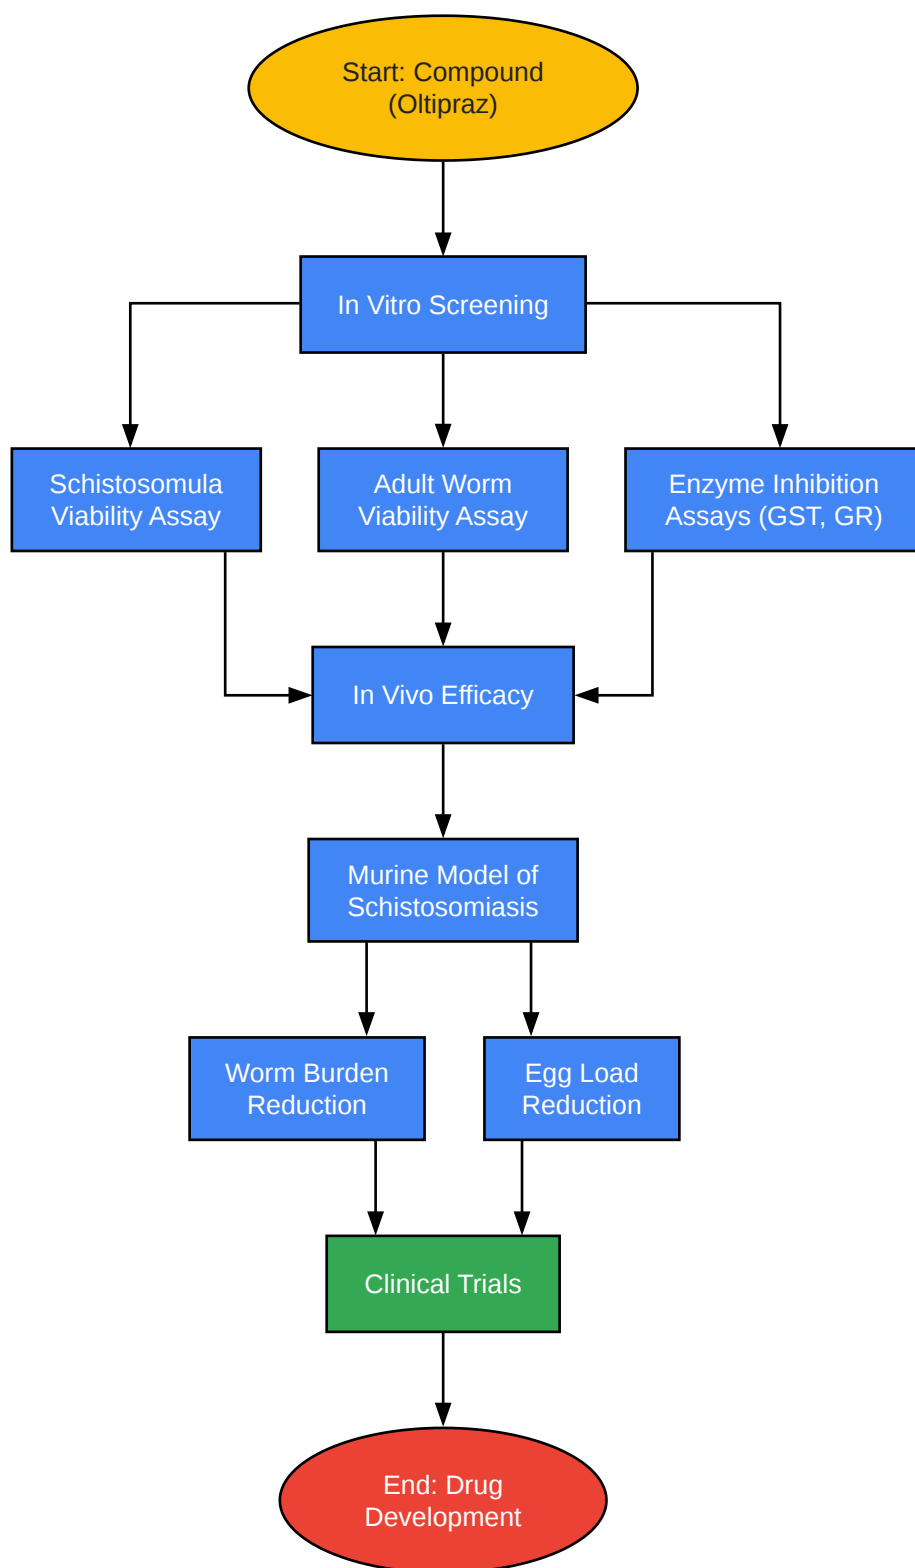 Start: Compound
(Oltipraz)
In Vitro Screening
Schistosomula
Viability Assay
Adult Worm
Viability Assay
Enzyme Inhibition
Assays (GST, GR)
In Vivo Efficacy
Murine Model of
Schistosomiasis
Worm Burden
Reduction
Egg Load
Reduction
Clinical Trials
End: Drug
Development